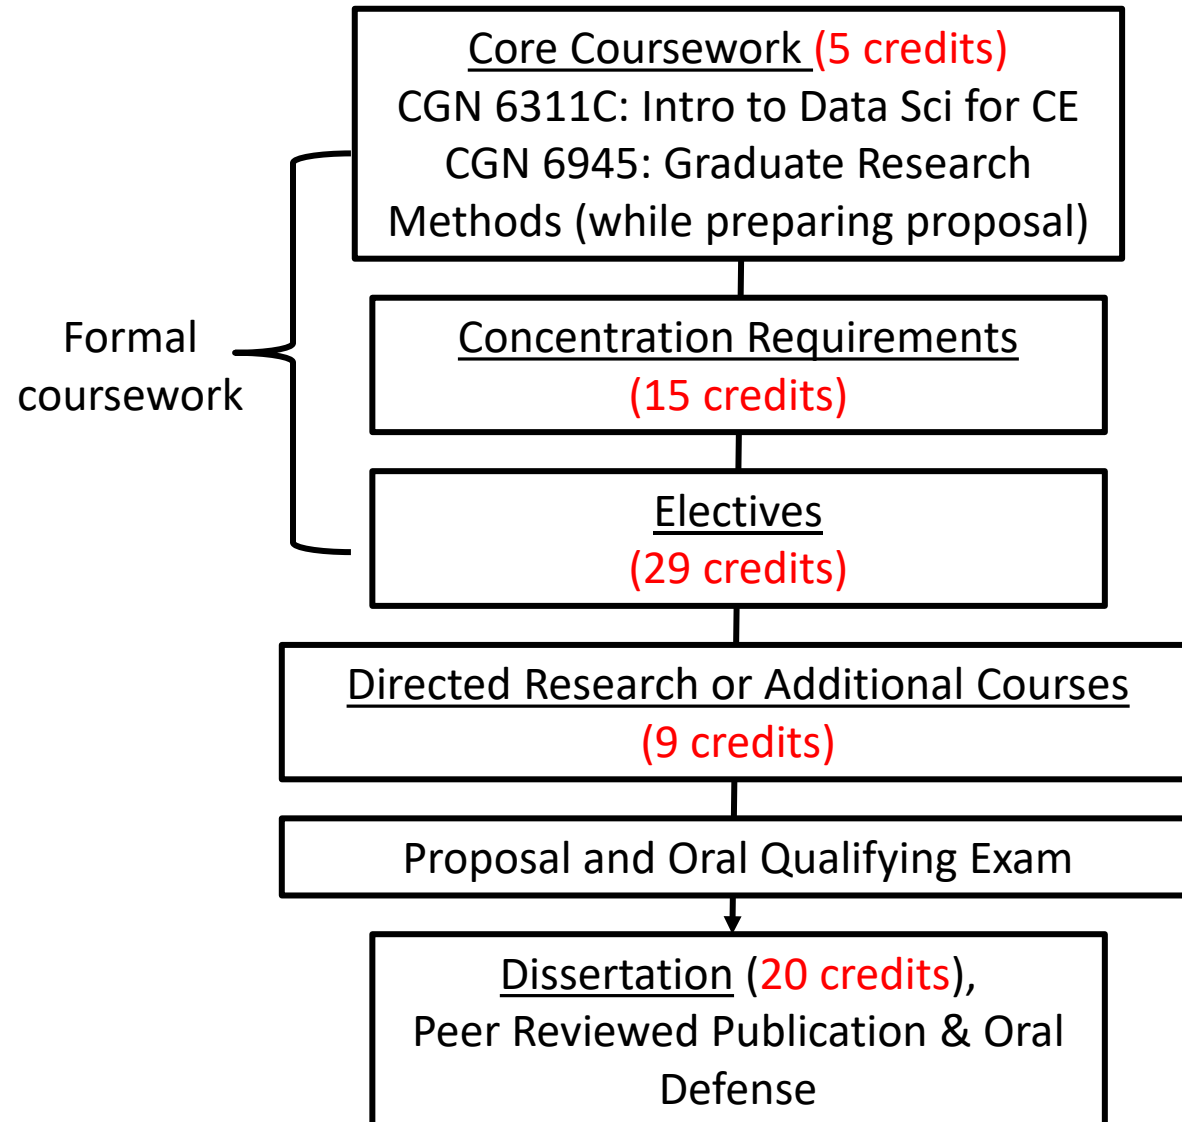 Core Coursework (5 credits)
CGN 6311C: Intro to Data Sci for CE
CGN 6945: Graduate Research
Methods (while preparing proposal)
Formal
coursework
Concentration Requirements
(15 credits)
Electives
(29 credits)
Directed Research or Additional Courses
(9 credits)
Proposal and Oral Qualifying Exam
Dissertation (20 credits),
Peer Reviewed Publication & Oral
Defense